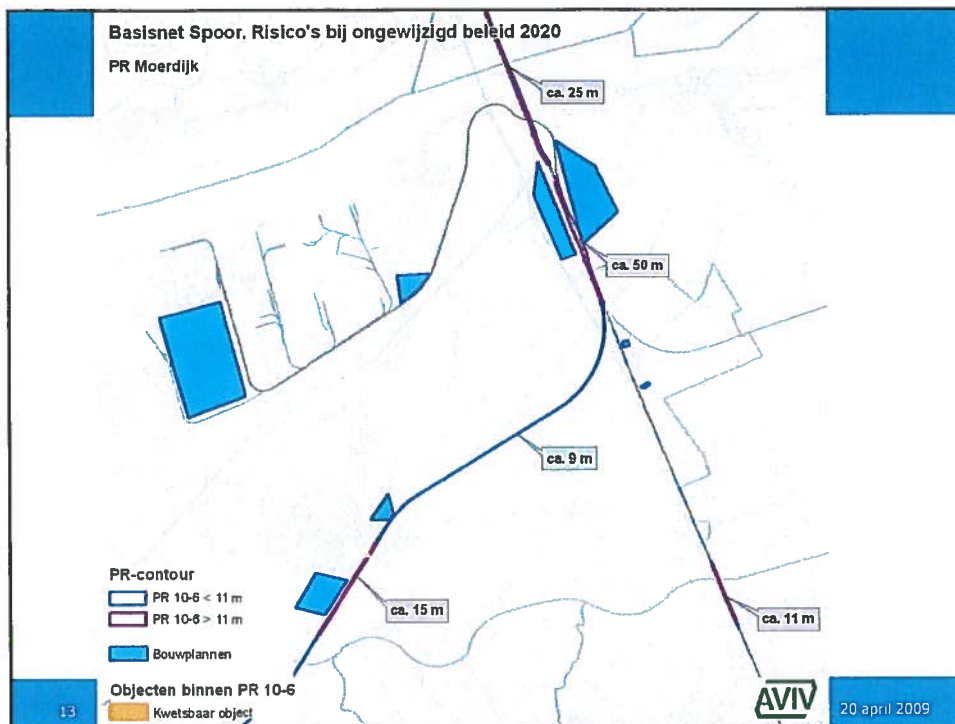 Basisnet Spoor. Risico's bij ongewijzigd beleid 2020
PR Moerdijk
ca. 25 m
ca. 50 m
ca. 9 m
ca. 15 m
ca. 11 m
PR-contour
PR 10-6 < 11 m
PR 10-6 > 11 m
Bouwplannen
Objecten binnen PR 10-6
Kwetsbaar object
13
AVIV
20 april 2009